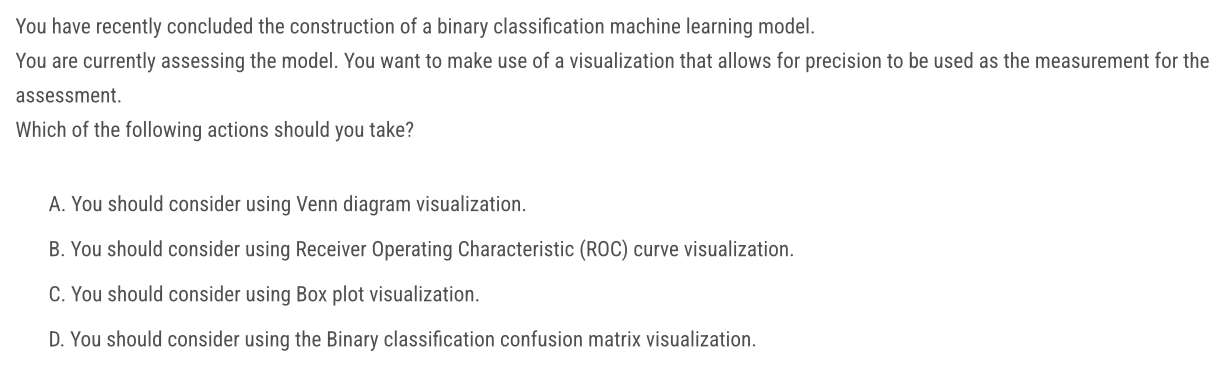 You have recently concluded the construction of a binary classification machine learning model.
You are currently assessing the model. You want to make use of a visualization that allows for precision to be used as the measurement for the
assessment.
Which of the following actions should you take?
A. You should consider using Venn diagram visualization.
B. You should consider using Receiver Operating Characteristic (ROC) curve visualization.
C. You should consider using Box plot visualization.
D. You should consider using the Binary classification confusion matrix visualization.